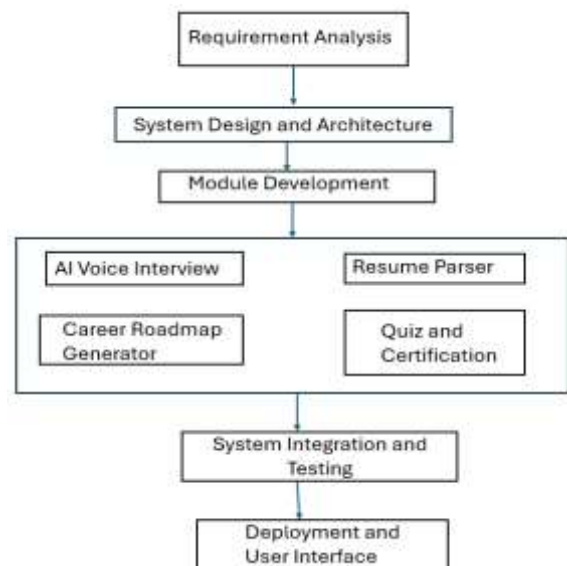 Requirement Analysis
System Design and Architecture
Module Development
AI Voice Interview
Resume Parser
Career Roadmap
Generator
Quiz and
Certification
System Integration and
Testing
Deployment and
User Interface